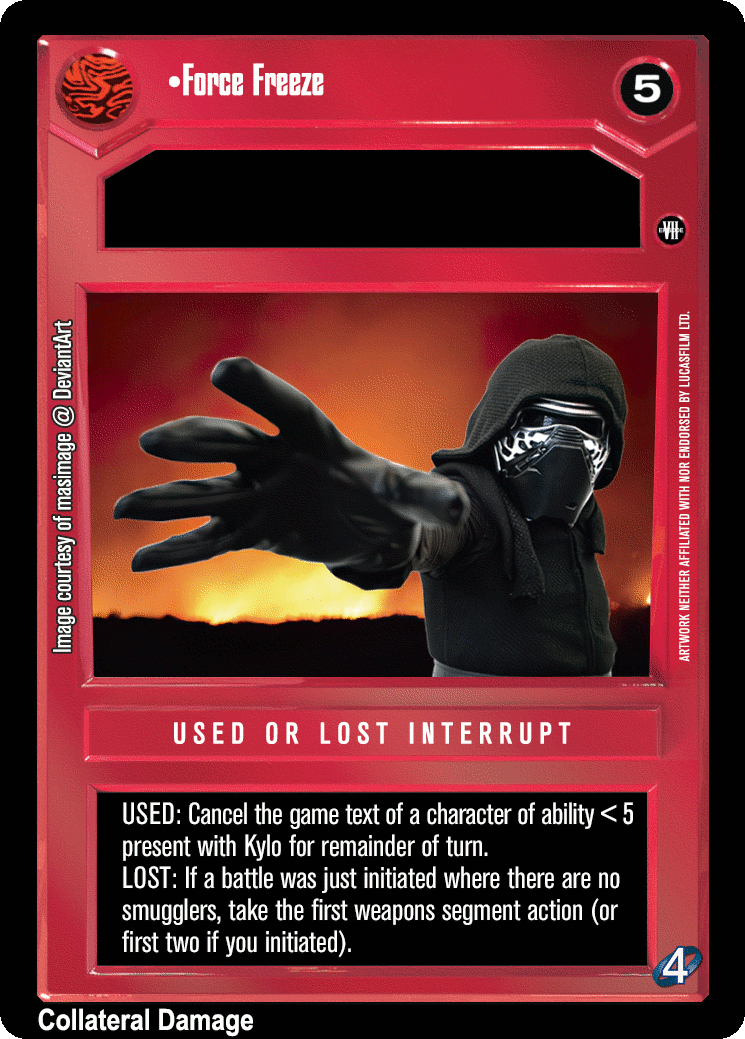 •Force Freeze
5
EPISODE VII
Image courtesy of masimage @ DeviantArt
ARTWORK NEITHER AFFILIATED WITH NOR ENDORSED BY LUCASFILM LTD.
USED OR LOST INTERRUPT
USED: Cancel the game text of a character of ability < 5
present with Kylo for remainder of turn.
LOST: If a battle was just initiated where there are no
smugglers, take the first weapons segment action (or
first two if you initiated).
4
Collateral Damage